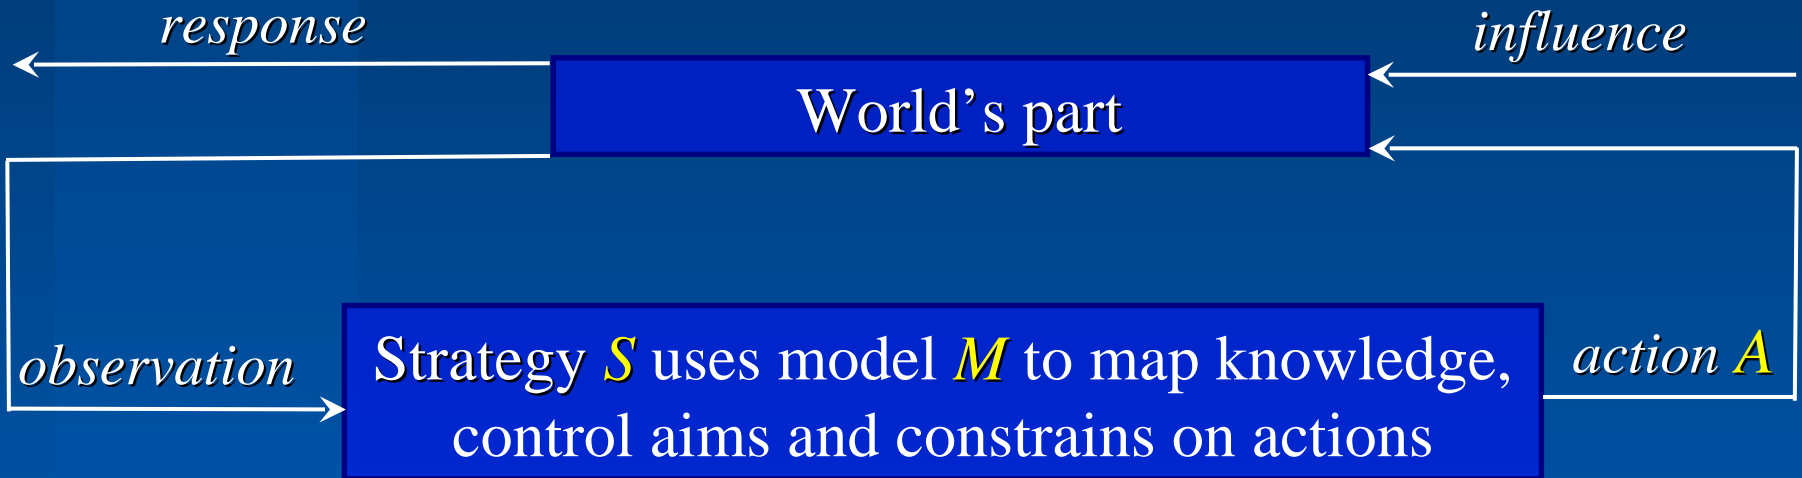 response
influence
World’s part
observation
Strategy S uses model M to map knowledge,
control aims and constrains on actions
action A